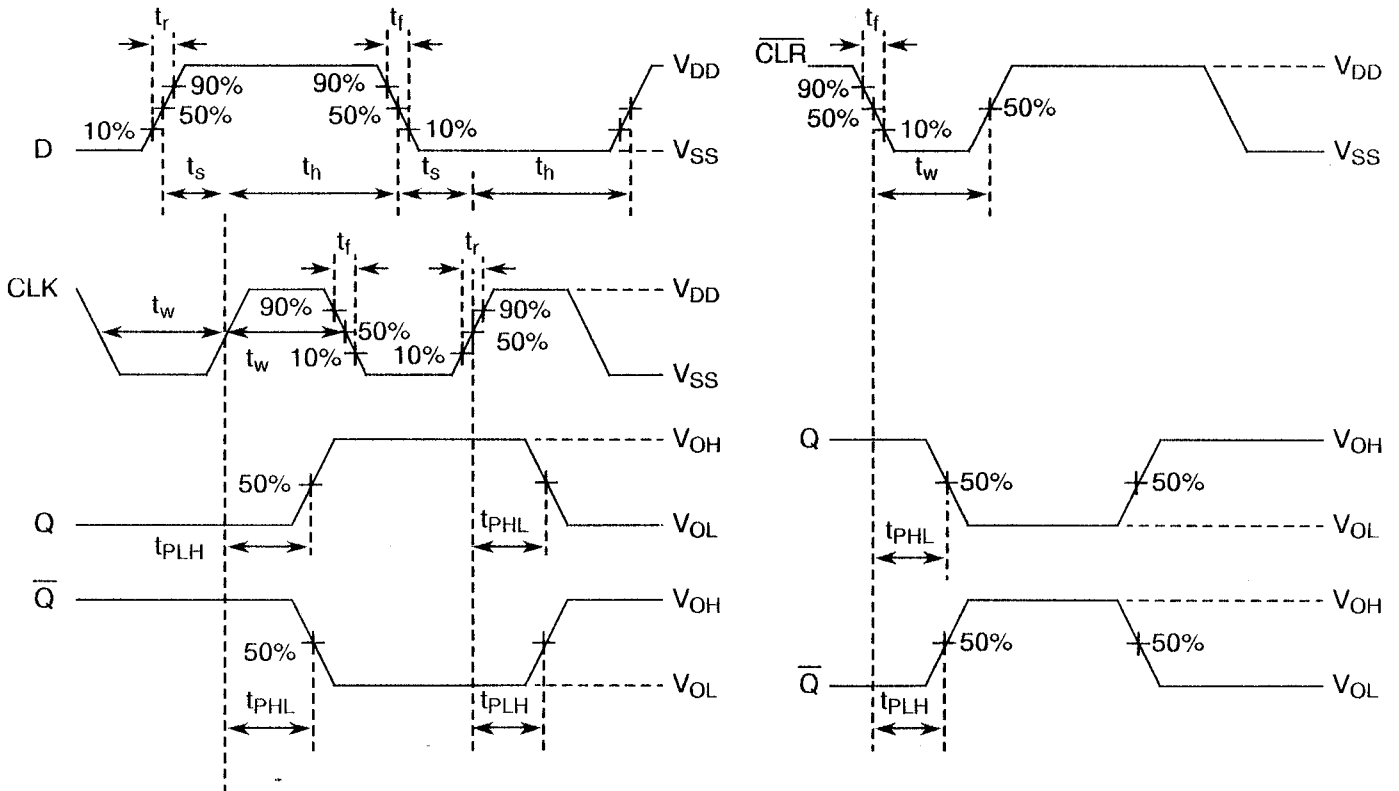 tr
tf
90%
90%
VDD
50%
50%
10%
10%
D
VSS
ts
th
ts
th
tf
tr
CLK
VDD
tw
90%
90%
50%
50%
10%
10%
tw
VSS
VOH
50%
Q
VOL
tPLH
tPHL
Q
VOH
50%
VOL
tPHL
tPLH
tf
CLR
VDD
90%
50%
50%
10%
VSS
tw
Q
VOH
50%
50%
VOL
tPHL
VOH
50%
50%
Q
VOL
tPLH